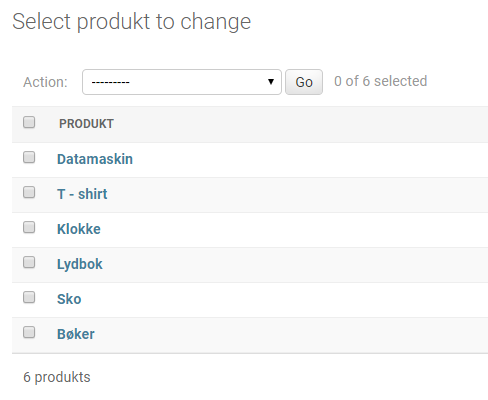 Select produkt to change
Action: --------- Go 0 of 6 selected
PRODUKT
Datamaskin
T - shirt
Klokke
Lydbok
Sko
Bøker
6 produkts